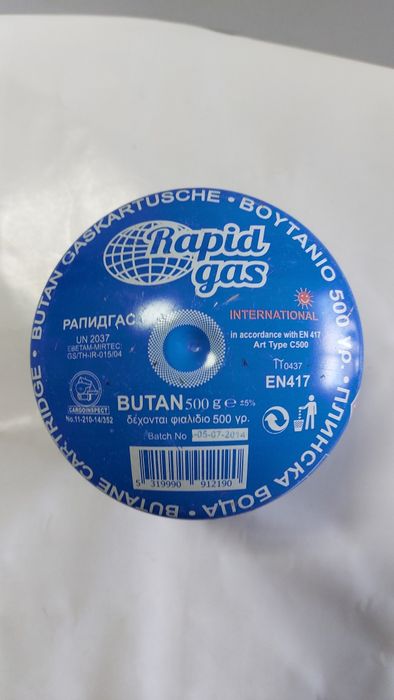 BUTAN GASKARTUSCHE • BOYTANIO 500 γρ. • ПЛИНСКА БОЦА • BUTANE CARTRIDGE •
Rapid
gas
РАПИДГАС
UN 2037
EBETAM-MIRTEC:
GS/TH-IR-015/04
CARGOINSPECT
No.11-210-14/352
INTERNATIONAL
in accordance with EN 417
Art Type C500
π 0437
EN417
BUTAN 500 g e ±5%
δέχονται φιαλίδιο 500 γρ.
Batch No -05-07-2014
5 319990 912190